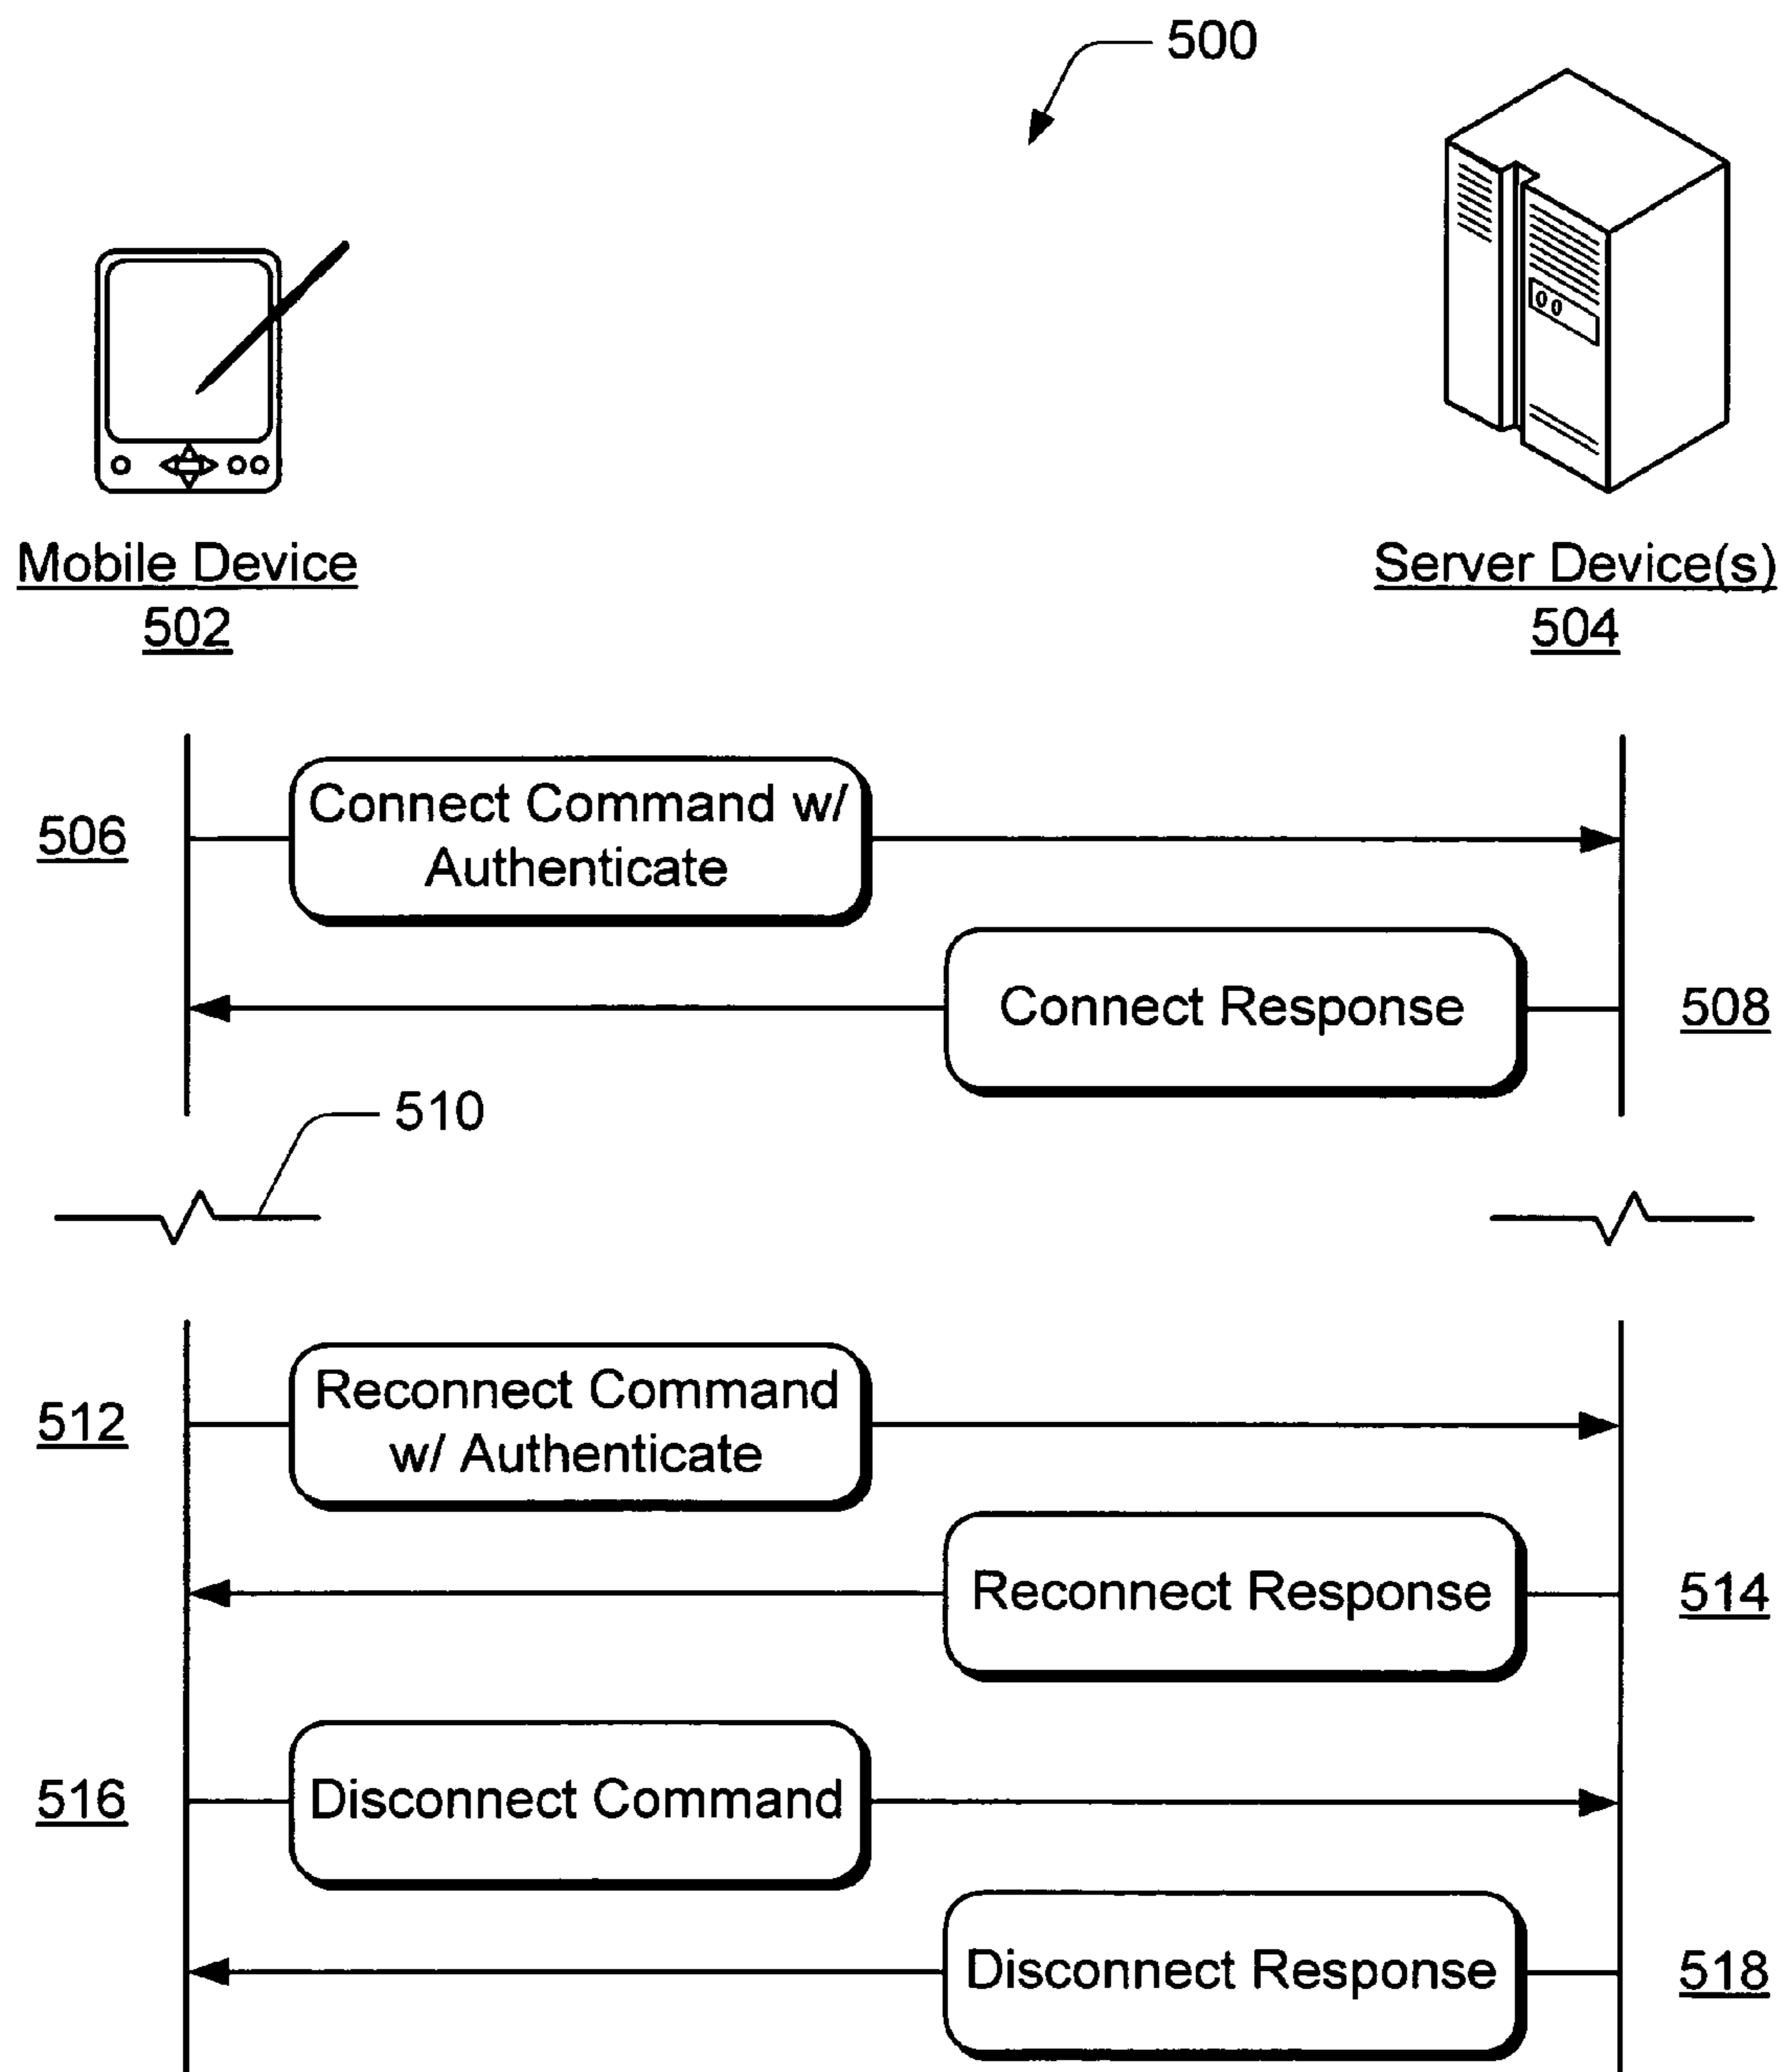 500
Mobile Device
502
Server Device(s)
504
506
Connect Command w/
Authenticate
Connect Response
508
510
512
Reconnect Command
w/ Authenticate
Reconnect Response
514
516
Disconnect Command
Disconnect Response
518